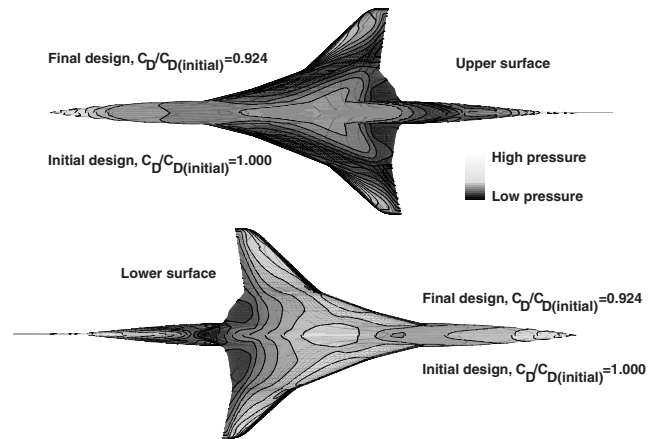 Final design, CD/CD(initial)=0.924
Upper surface
Initial design, CD/CD(initial)=1.000
High pressure
Low pressure
Lower surface
Final design, CD/CD(initial)=0.924
Initial design, CD/CD(initial)=1.000